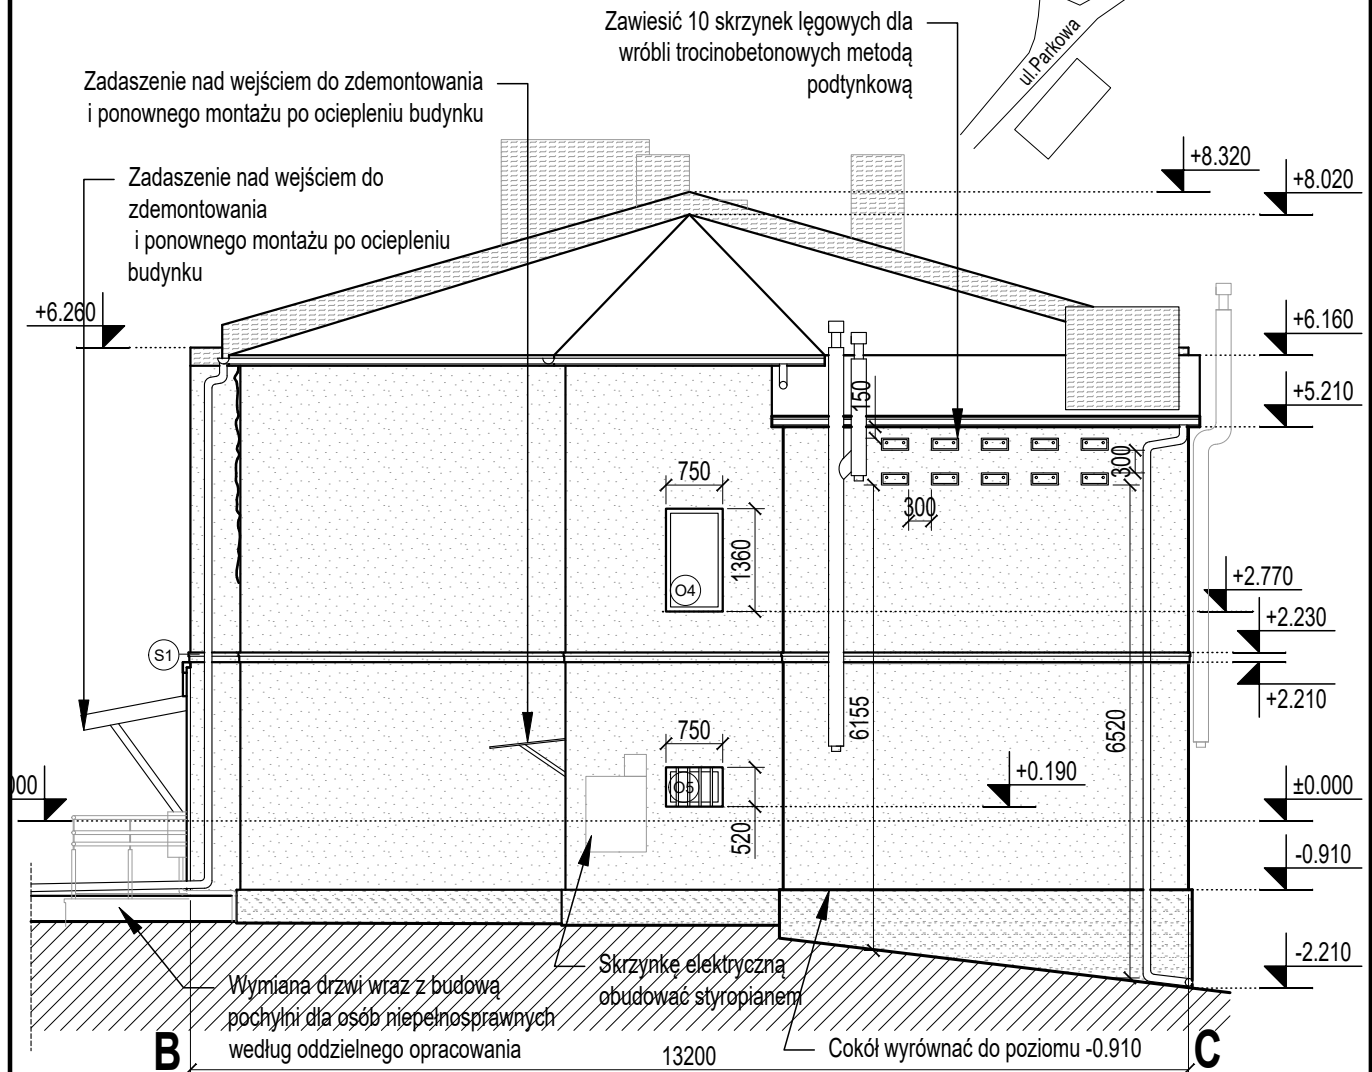 Zawiesić 10 skrzynek lęgowych dla
wróbli trocinobetonowych metodą
podtynkową
ul.Parkowa
Zadaszenie nad wejściem do zdemontowania
i ponownego montażu po ociepleniu budynku
Zadaszenie nad wejściem do
zdemontowania
i ponownego montażu po ociepleniu
budynku
+8.320
+8.020
+6.260
+6.160
+5.210
150
300
300
750
1360
O4
+2.770
+2.230
+2.210
S1
6155
6520
750
O5
520
+0.190
000
±0.000
-0.910
-2.210
Skrzynkę elektryczną
obudować styropianem
Wymiana drzwi wraz z budową
pochylni dla osób niepełnosprawnych
według oddzielnego opracowania
Cokół wyrównać do poziomu -0.910
B
13200
C